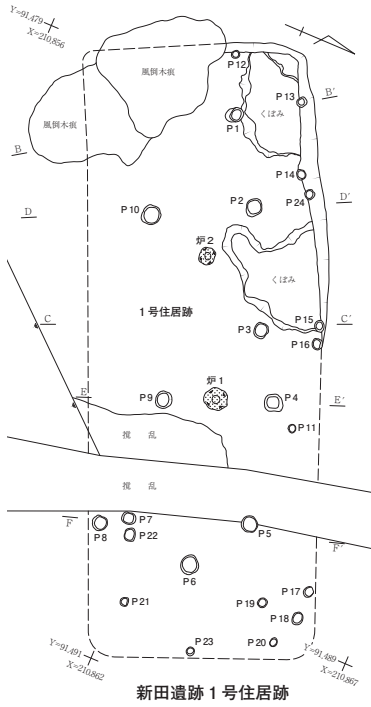 Y=91,479
X=210,856
P12
風倒木痕
くぼみ
P13
B'
P1
風倒木痕
B
P14
P24
D'
D
P10
P2
炉2
くぼみ
1号住居跡
C
P3
P15
C'
P16
E
P9
炉1
P4
E'
P11
撹乱
撹乱
F
P8
P7
P22
P5
F'
P6
P21
P19
P17
P18
P23
P20
Y=91,491
X=210,862
Y=91,489
X=210,867
新田遺跡1号住居跡